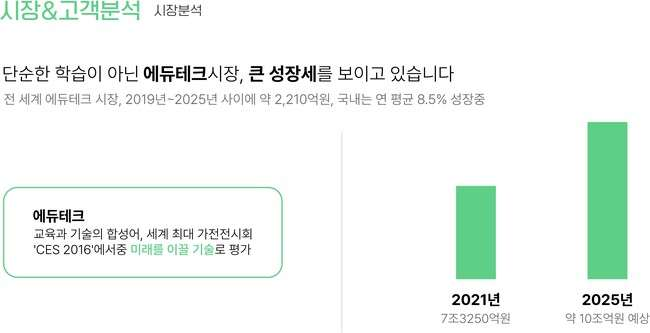 시장&고객분석 시장분석
단순한 학습이 아닌 에듀테크시장, 큰 성장세를 보이고 있습니다
전 세계 에듀테크 시장, 2019년~2025년 사이에 약 2,210억원, 국내는 연 평균 8.5% 성장중
에듀테크
교육과 기술의 합성어, 세계 최대 가전전시회
'CES 2016'에서중 미래를 이끌 기술로 평가
2021년
7조3250억원
2025년
약 10조억원 예상